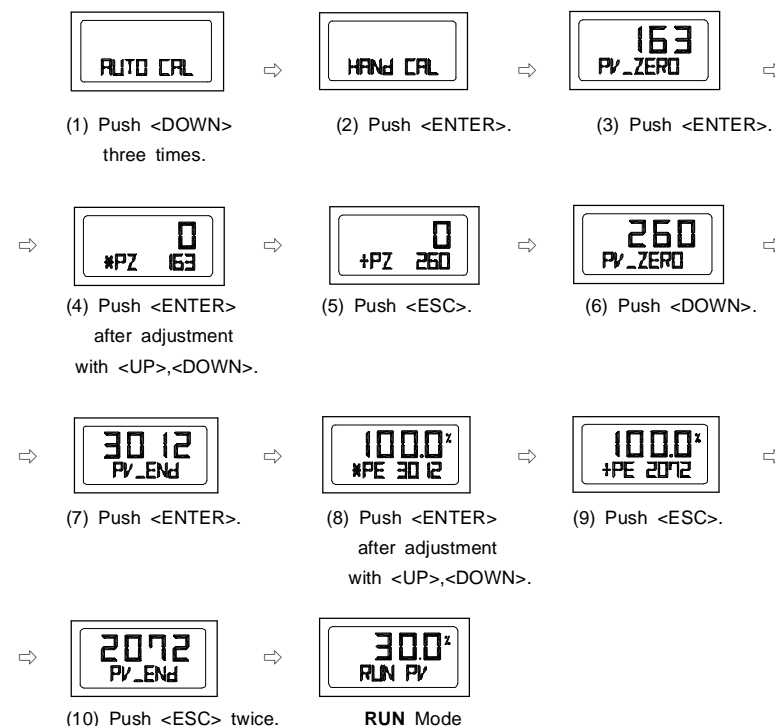 AUTO CAL
⇨
HANd CAL
⇨
163
PV_ZERO
⇨
(1) Push <DOWN>
three times.
(2) Push <ENTER>.
(3) Push <ENTER>.
⇨
0
*PZ 163
⇨
0
+PZ 260
⇨
260
PV_ZERO
⇨
(4) Push <ENTER>
after adjustment
with <UP>,<DOWN>.
(5) Push <ESC>.
(6) Push <DOWN>.
⇨
3012
PV_ENd
⇨
100.0%
*PE 3012
⇨
100.0%
+PE 2072
⇨
(7) Push <ENTER>.
(8) Push <ENTER>
after adjustment
with <UP>,<DOWN>.
(9) Push <ESC>.
⇨
2072
PV_ENd
⇨
30.0%
RUN PV
(10) Push <ESC> twice.
RUN Mode